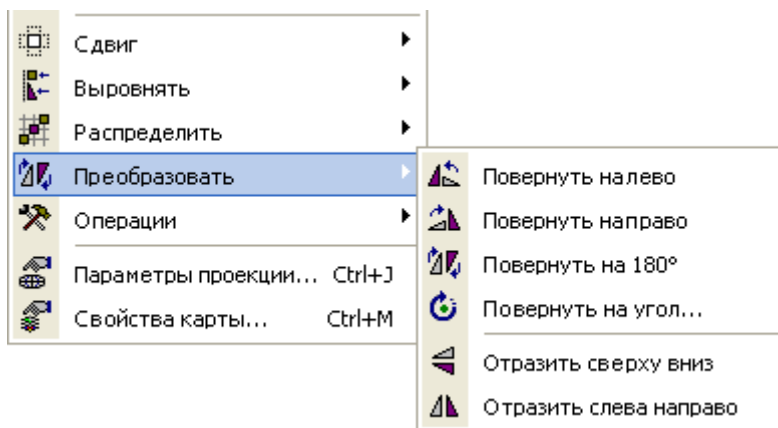 Сдвиг
Выровнять
Распределить
Преобразовать
Операции
Параметры проекции... Ctrl+J
Свойства карты... Ctrl+M
Повернуть налево
Повернуть направо
Повернуть на 180°
Повернуть на угол...
Отразить сверху вниз
Отразить слева направо